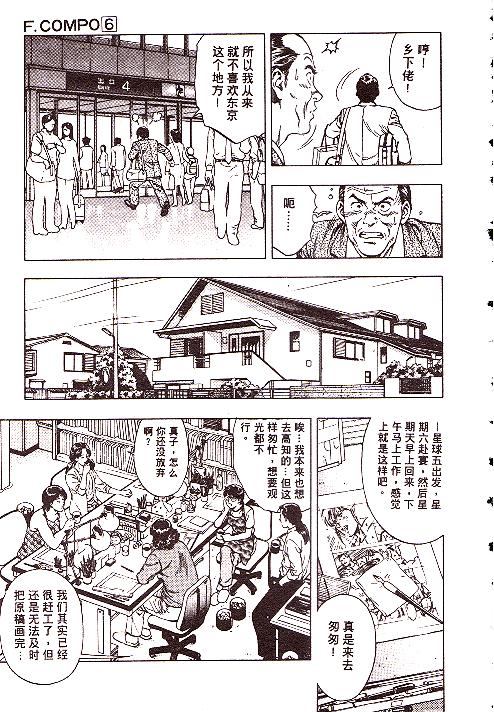 F.COMPO 6
哼！
乡下佬！
所以我从来
就不喜欢东京
这个地方！
4
呃……
一星球五出发，星
期六赴宴，然后星
期天早上回来，下
午马上工作，感觉
上就是这样吧。
真是来去
匆匆！
唉…我本来也想
去高知的…但这
样匆忙，想要观
光都不
行。
真子，怎么
你还没放弃
啊？
我们其实已经
很赶工了，但
还是无法及时
把原稿画完…